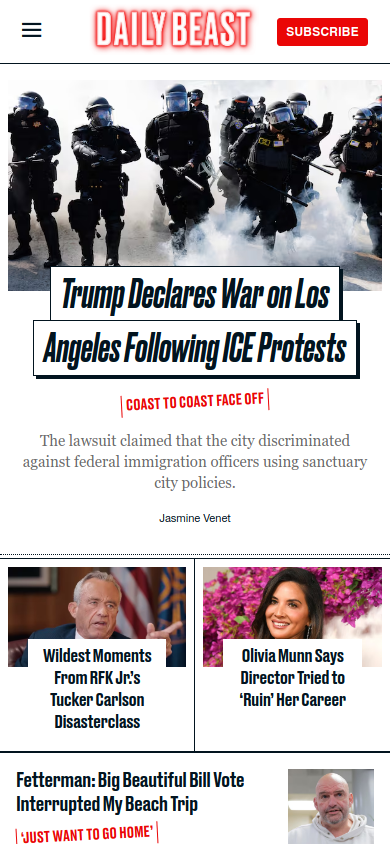 DAILY BEAST
SUBSCRIBE
Trump Declares War on Los
Angeles Following ICE Protests
COAST TO COAST FACE OFF
The lawsuit claimed that the city discriminated
against federal immigration officers using sanctuary
city policies.
Jasmine Venet
Wildest Moments
From RFK Jr.'s
Tucker Carlson
Disasterclass
Olivia Munn Says
Director Tried to
‘Ruin’ Her Career
Fetterman: Big Beautiful Bill Vote
Interrupted My Beach Trip
‘JUST WANT TO GO HOME’